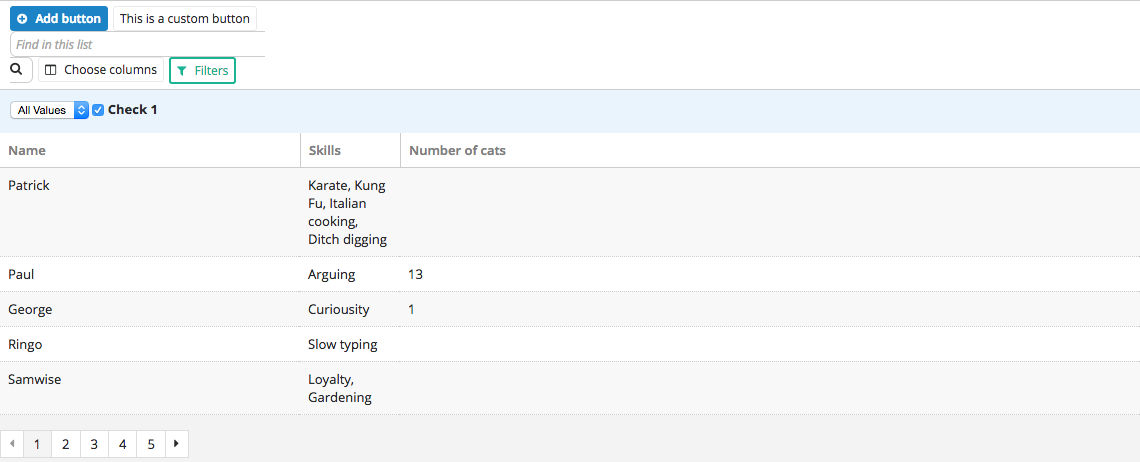 Add button This is a custom button
Find in this list
Choose columns Filters
All Values Check 1
Name Skills Number of cats
Patrick Karate, Kung
Fu, Italian
cooking,
Ditch digging
Paul Arguing 13
George Curiousity 1
Ringo Slow typing
Samwise Loyalty,
Gardening
1 2 3 4 5